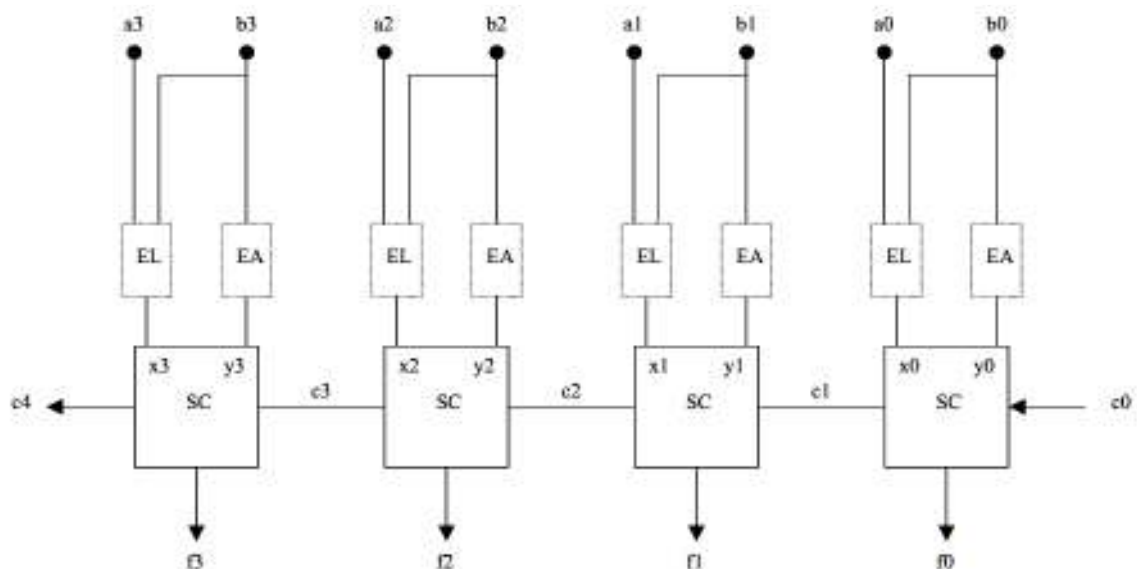 a3 b3 a2 b2 a1 b1 a0 b0
EL EA EL EA EL EA EL EA
x3 y3 x2 y2 x1 y1 x0 y0
c4 SC c3 SC c2 SC c1 SC c0
f3 f2 f1 f0